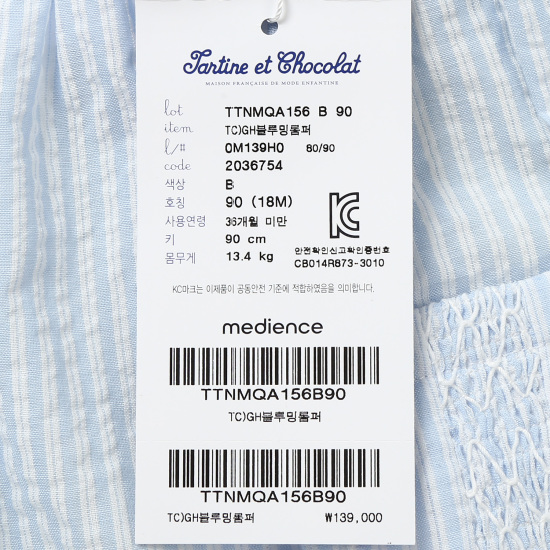 Tartine et Chocolat
MAISON FRANÇAISE DE MODE ENFANTINE
lot TTNMQA156 B 90
item TC)GH블루밍롬퍼
l/# 0M139H0 80/90
code 2036754
색상 B
호칭 90 (18M)
사용연령 36개월 미만
키 90 cm
몸무게 13.4 kg
안전확인신고확인증번호
CB014R873-3010
KC마크는 이제품이 공동안전 기준에 적합하였음을 의미합니다.
medience
TTNMQA156B90
TC)GH블루밍롬퍼
TTNMQA156B90
TC)GH블루밍롬퍼 ₩139,000